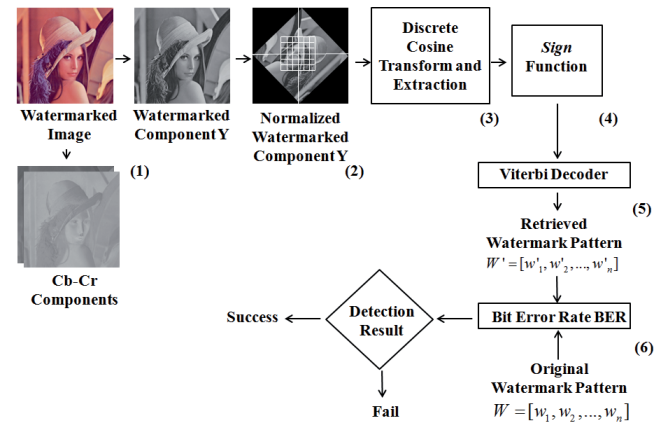 Discrete
Cosine
Transform and
Extraction
Sign
Function
Watermarked
Image
Watermarked
Component Y
Normalized
Watermarked
Component Y
(1)
(2)
(3)
(4)
Viterbi Decoder
(5)
Retrieved
Watermark Pattern
W' = [w'1, w'2, ..., w'n]
Cb-Cr
Components
Success
Detection
Result
Bit Error Rate BER
(6)
Fail
Original
Watermark Pattern
W = [w1, w2, ..., wn]